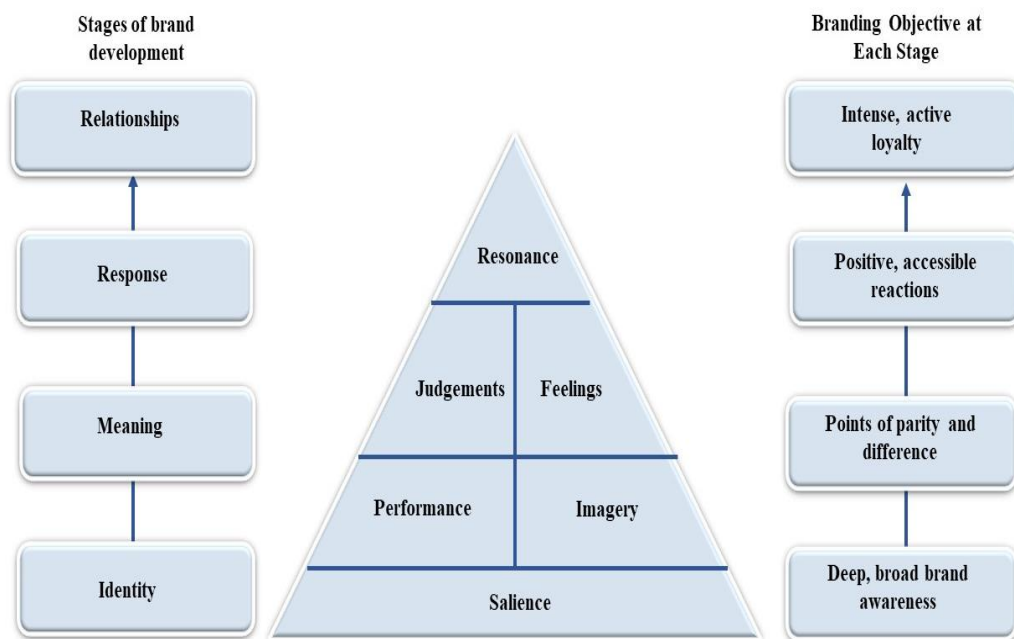 Stages of brand
development
Relationships
Response
Meaning
Identity
Resonance
Judgements Feelings
Performance Imagery
Salience
Branding Objective at
Each Stage
Intense, active
loyalty
Positive, accessible
reactions
Points of parity and
difference
Deep, broad brand
awareness